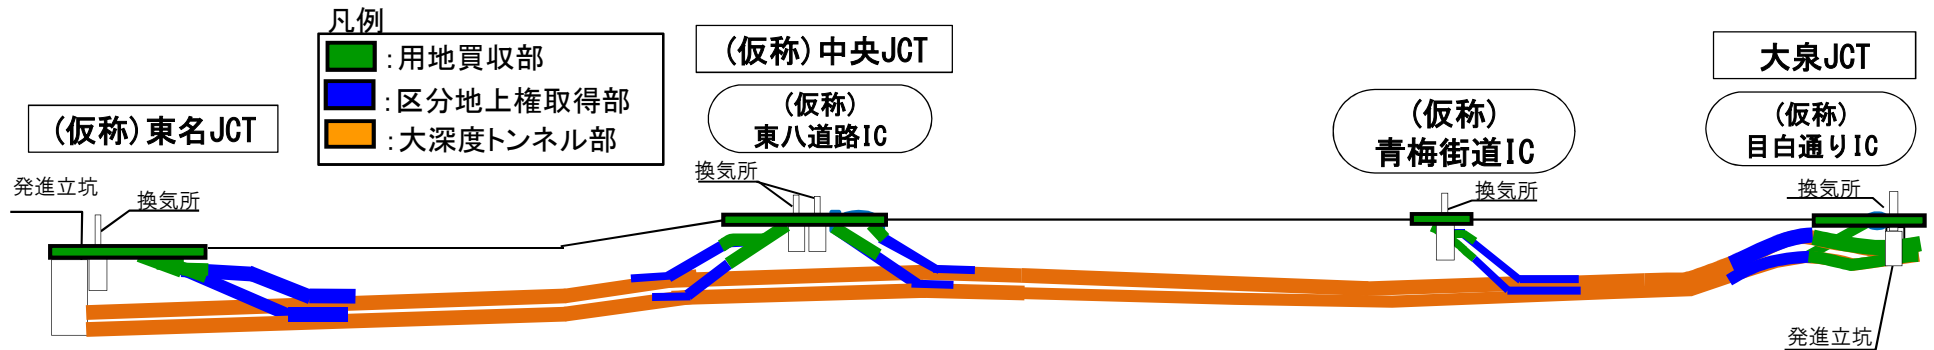 凡例
：用地買収部
：区分地上権取得部
：大深度トンネル部
(仮称)東名JCT
発進立坑
換気所
(仮称)中央JCT
(仮称)
東八道路IC
換気所
(仮称)
青梅街道IC
換気所
大泉JCT
(仮称)
目白通りIC
換気所
発進立坑